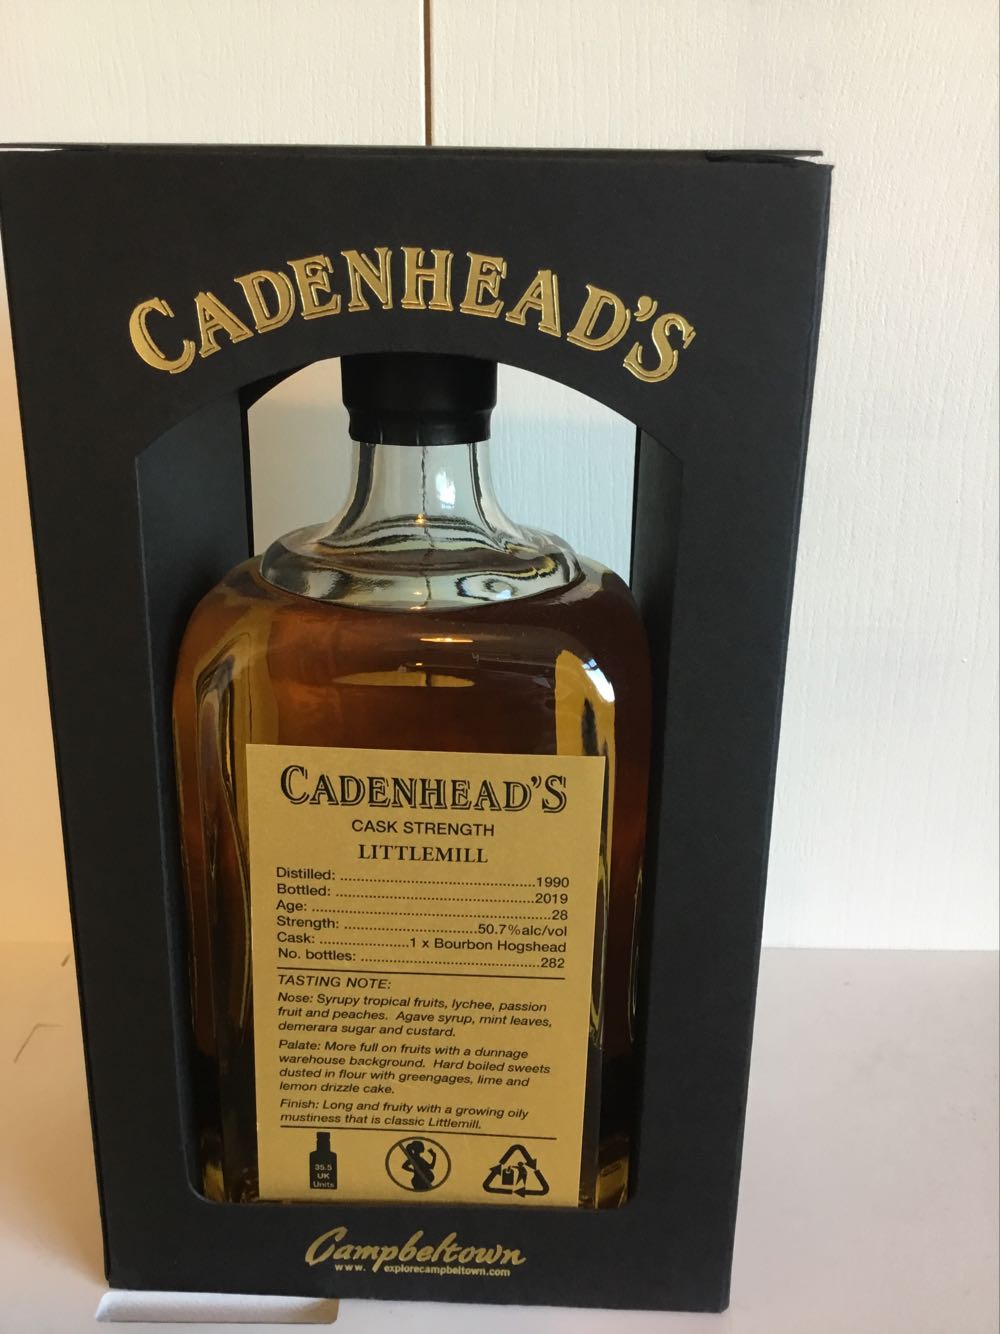 CADENHEAD'S
CADENHEAD'S
CASK STRENGTH
LITTLEMILL
Distilled: ................................................1990
Bottled: ..................................................2019
Age: ..........................................................28
Strength: .................................50.7%alc/vol
Cask: ......................1 x Bourbon Hogshead
No. bottles: ............................................282
TASTING NOTE:
Nose: Syrupy tropical fruits, lychee, passion
fruit and peaches. Agave syrup, mint leaves,
demerara sugar and custard.
Palate: More full on fruits with a dunnage
warehouse background. Hard boiled sweets
dusted in flour with greengages, lime and
lemon drizzle cake.
Finish: Long and fruity with a growing oily
mustiness that is classic Littlemill.
35.5
UK
Units
Campbeltown
www. explorecampbeltown.com